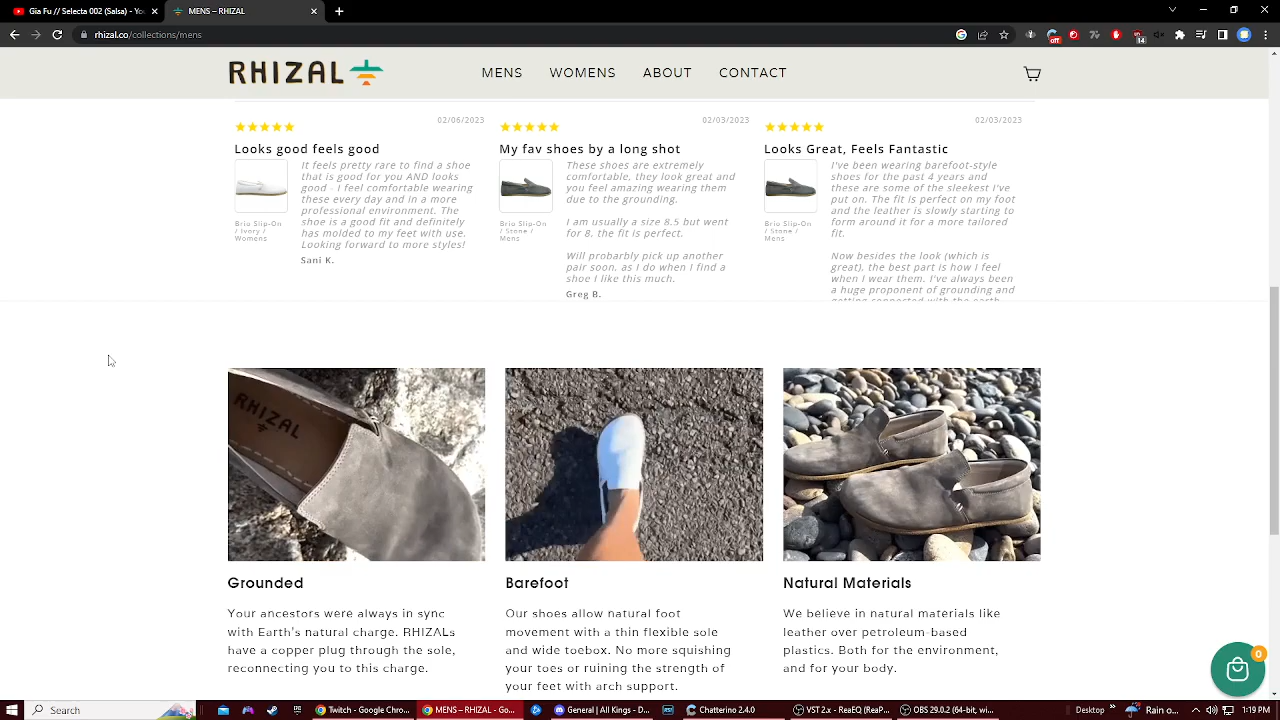 Gia Fu // Selecta 002 (Salsa) - Yo
MENS – RHIZAL
rhizal.co/collections/mens
off
14
RHIZAL
MENS
WOMENS
ABOUT
CONTACT
02/06/2023
Looks good feels good
Brio Slip-On
/ Ivory /
Womens
It feels pretty rare to find a shoe
that is good for you AND looks
good - I feel comfortable wearing
these every day and in a more
professional environment. The
shoe is a good fit and definitely
has molded to my feet with use.
Looking forward to more styles!
Sani K.
02/03/2023
My fav shoes by a long shot
Brio Slip-On
/ Stone /
Mens
These shoes are extremely
comfortable, they look great and
you feel amazing wearing them
due to the grounding.
I am usually a size 8.5 but went
for 8. the fit is perfect.
Will probarbly pick up another
pair soon. as I do when I find a
shoe I like this much.
Greg B.
02/03/2023
Looks Great, Feels Fantastic
Brio Slip-On
/ Stone /
Mens
I've been wearing barefoot-style
shoes for the past 4 years and
these are some of the sleekest I've
put on. The fit is perfect on my foot
and the leather is slowly starting to
form around it for a more tailored
fit.
Now besides the look (which is
great), the best part is how I feel
when I wear them. I've always been
a huge proponent of grounding and
getting connected with the earth
RHIZAL
Grounded
Your ancestors were always in sync
with Earth's natural charge. RHIZALs
have a copper plug through the sole,
reconnecting you to this charge.
Barefoot
Our shoes allow natural foot
movement with a thin flexible sole
and wide toebox. No more squishing
your toes or ruining the strength of
your feet with arch support.
Natural Materials
We believe in natural materials like
leather over petroleum-based
plastics. Both for the environment,
and for your body.
0
Search
Twitch - Google Chr...
MENS – RHIZAL - Go...
General | All Kings - D...
Chatterino 2.4.0
VST 2.x - ReaEQ (ReaP...
OBS 29.0.2 (64-bit, w...
Desktop
Rain o...
1:19 PM